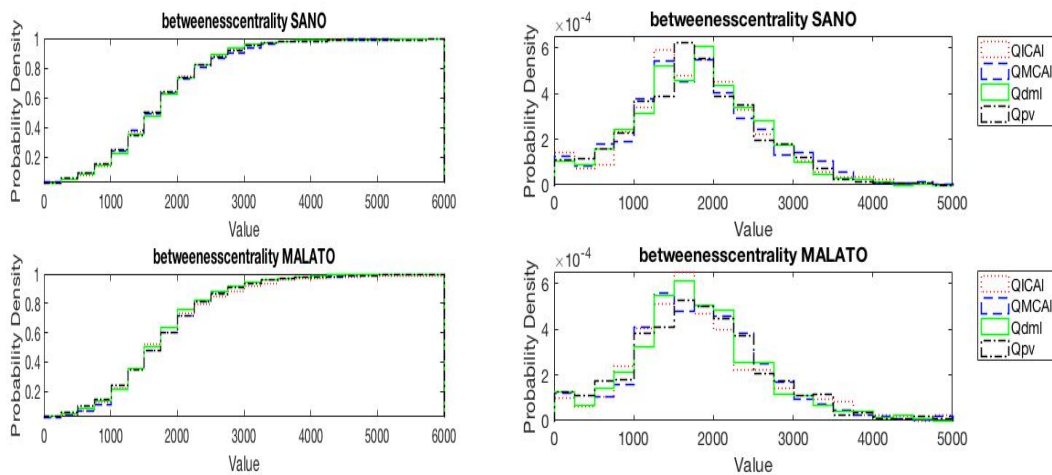 betweenesscentrality SANO
Probability Density
1
0.8
0.6
0.4
0.2
0 1000 2000 3000 4000 5000 6000
Value
betweenesscentrality SANO
×10⁻⁴
Probability Density
6
4
2
0
0 1000 2000 3000 4000 5000
Value
QICAI
QMCAI
Qdml
Qpv
betweenesscentrality MALATO
Probability Density
1
0.8
0.6
0.4
0.2
0 1000 2000 3000 4000 5000 6000
Value
betweenesscentrality MALATO
×10⁻⁴
Probability Density
6
4
2
0
0 1000 2000 3000 4000 5000
Value
QICAI
QMCAI
Qdml
Qpv